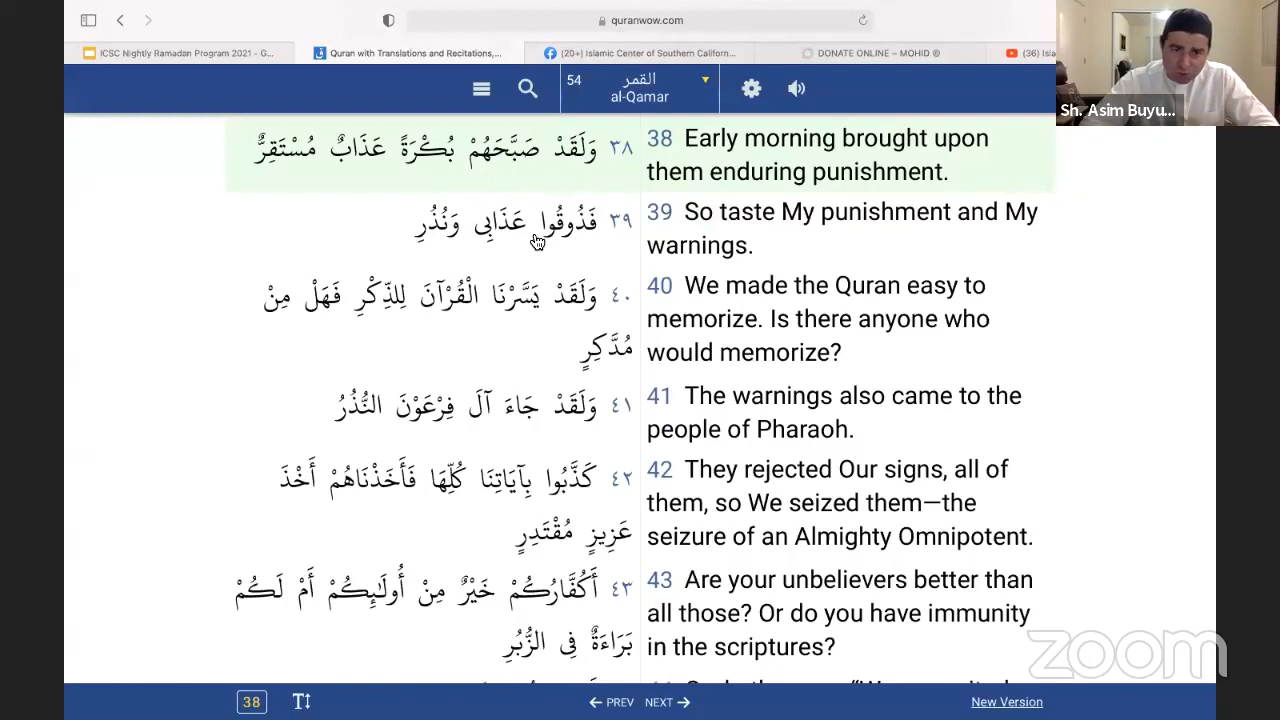 quranwow.com
ICSC Nightly Ramadan Program 2021 - G...
Quran with Translations and Recitations,...
(20+) Islamic Center of Southern Californ...
DONATE ONLINE – MOHID ®
(36) Isla
54
القمر
al-Qamar
Sh. Asim Buyu...
٣٨ وَلَقَدْ صَبَّحَهُمْ بُكْرَةً عَذَابٌ مُسْتَقِرٌّ
38 Early morning brought upon
them enduring punishment.
٣٩ فَذُوقُوا عَذَابِى وَنُذُرِ
39 So taste My punishment and My
warnings.
٤٠ وَلَقَدْ يَسَّرْنَا الْقُرْآنَ لِلذِّكْرِ فَهَلْ مِنْ
مُدَّكِرٍ
40 We made the Quran easy to
memorize. Is there anyone who
would memorize?
٤١ وَلَقَدْ جَاءَ آلَ فِرْعَوْنَ النُّذُرُ
41 The warnings also came to the
people of Pharaoh.
٤٢ كَذَّبُوا بِآيَاتِنَا كُلِّهَا فَأَخَذْنَاهُمْ أَخْذَ
عَزِيزٍ مُقْتَدِرٍ
42 They rejected Our signs, all of
them, so We seized them—the
seizure of an Almighty Omnipotent.
٤٣ أَكُفَّارُكُمْ خَيْرٌ مِنْ أُولَٰئِكُمْ أَمْ لَكُمْ
بَرَاءَةٌ فِى الزُّبُرِ
43 Are your unbelievers better than
all those? Or do you have immunity
in the scriptures?
zoom
38
PREV NEXT
New Version